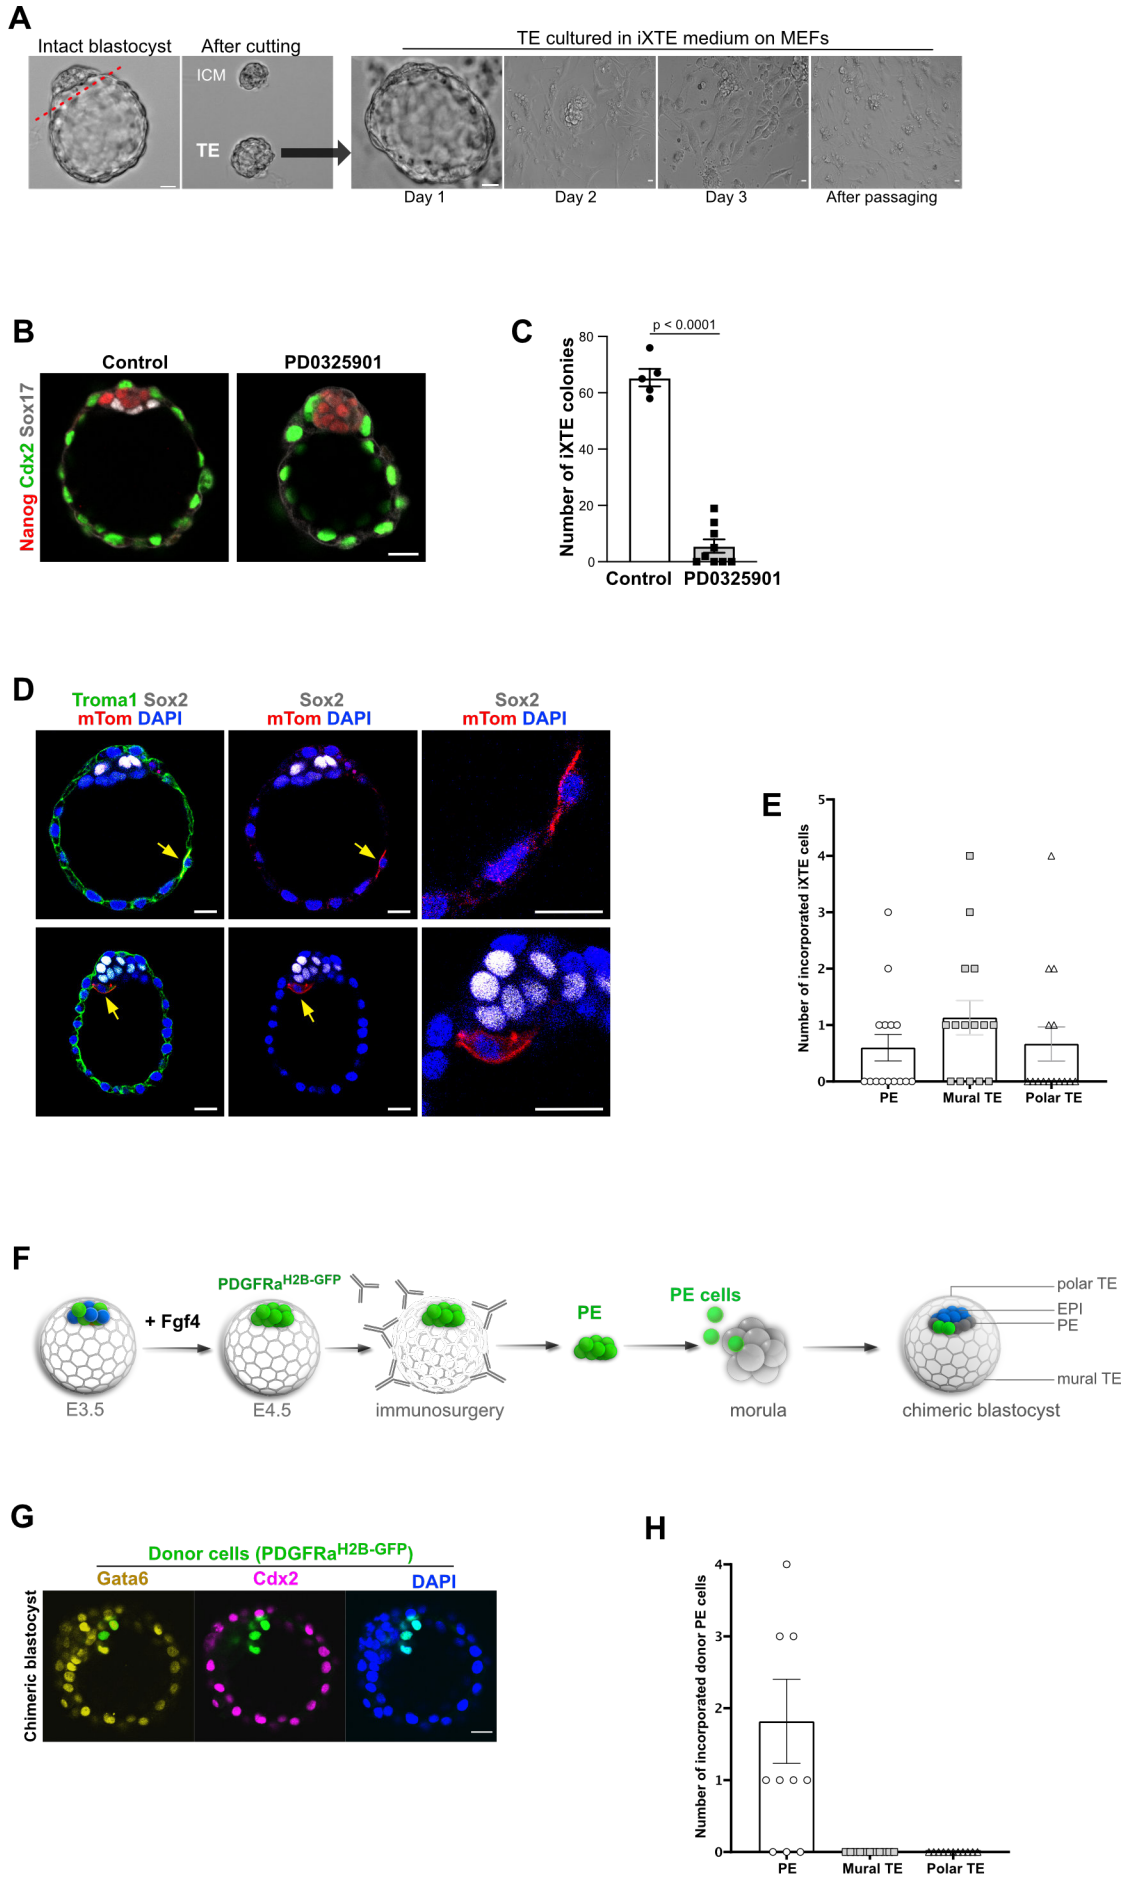 A
Intact blastocyst
After cutting
TE cultured in iXTE medium on MEFs
ICM
TE
Day 1
Day 2
Day 3
After passaging
B
Control
PD0325901
Nanog Cdx2 Sox17
C
p < 0.0001
Number of iXTE colonies
80
60
40
20
0
Control
PD0325901
D
Troma1 Sox2
mTom DAPI
Sox2
mTom DAPI
Sox2
mTom DAPI
E
Number of incorporated iXTE cells
5
4
3
2
1
0
PE
Mural TE
Polar TE
F
PDGFRaH2B-GFP
+ Fgf4
PE
PE cells
polar TE
EPI
PE
mural TE
E3.5
E4.5
immunosurgery
morula
chimeric blastocyst
G
Donor cells (PDGFRaH2B-GFP)
Gata6
Cdx2
DAPI
Chimeric blastocyst
H
Number of incorporated donor PE cells
4
3
2
1
0
PE
Mural TE
Polar TE